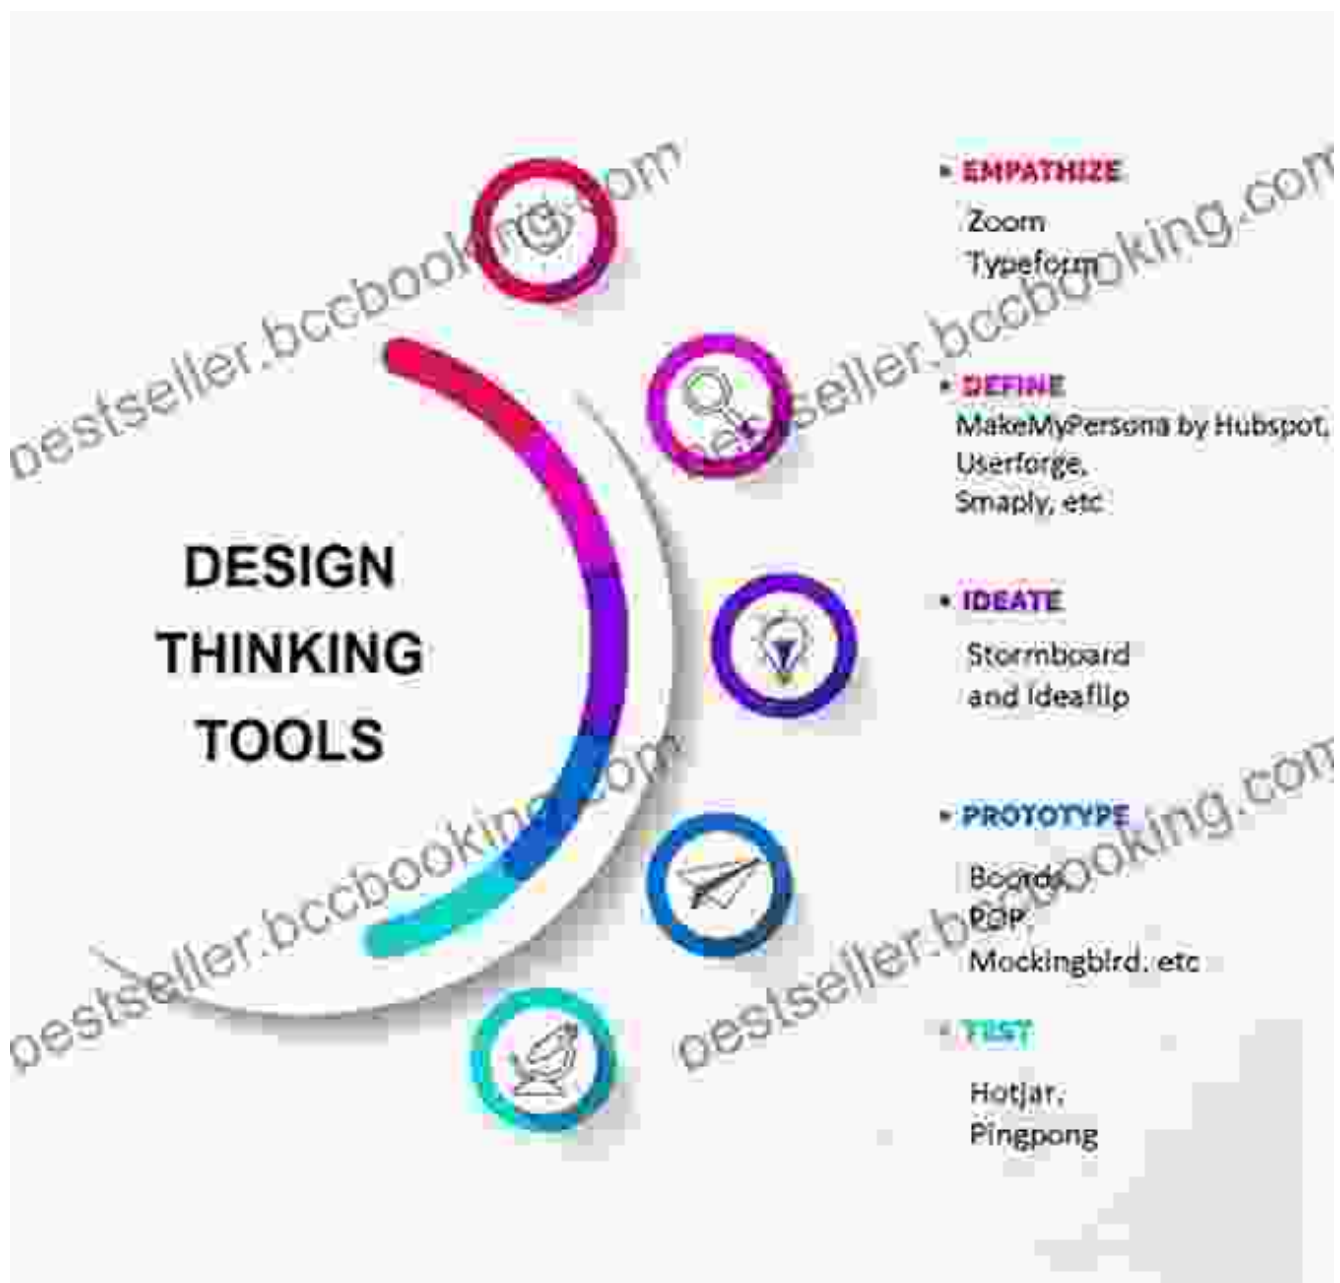 DESIGN
THINKING
TOOLS
• EMPATHIZE
Zoom
Typeform
• DEFINE
MakeMyPersona by Hubspot,
Userforge,
Smaply, etc
• IDEATE
Stormboard
and Ideaflip
• PROTOTYPE
Boords,
POP,
Mockingbird, etc
• TEST
Hotjar,
Pingpong
bestseller.bccbooking.com
bestseller.bccbooking.com
bestseller.bccbooking.com
bestseller.bccbooking.com